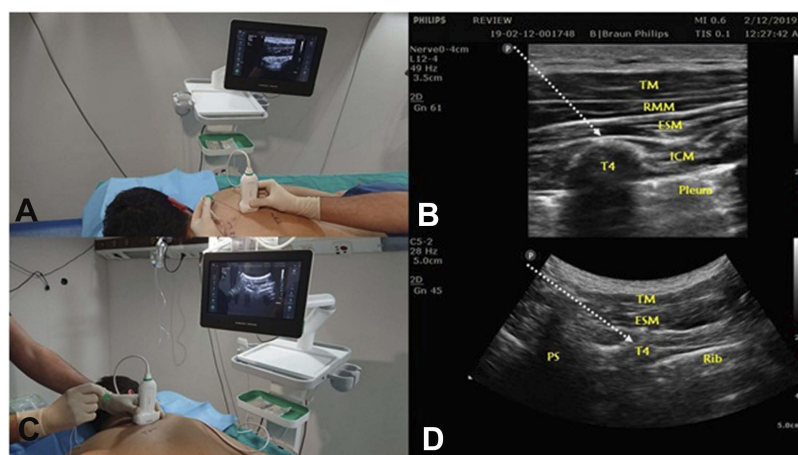 A
PHILIPS REVIEW MI 0.6 2/12/2019
19-02-12-001748 B|Braun Philips TIS 0.1 12:27:42 A
Nerve0-4cm
L12-4
49 Hz
3.5cm
2D
Gn 61
P
TM
RMM
ESM
T4
ICM
Pleura
B
C
C5-2
28 Hz
5.0cm
2D
Gn 45
P
TM
ESM
T4
PS
Rib
5.0cm
D